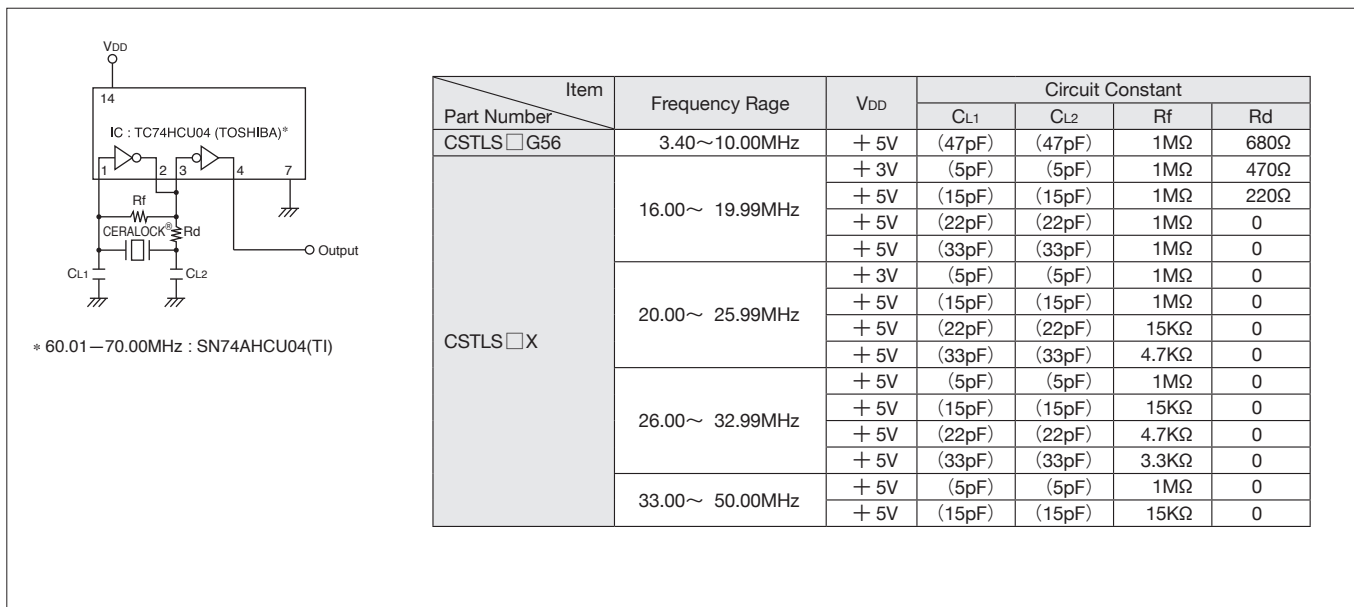 VDD
14
IC : TC74HCU04 (TOSHIBA)*
1 2 3 4 7
Rf
CERALOCK® Rd
Output
CL1 CL2
* 60.01—70.00MHz : SN74AHCU04(TI)
Item Part Number Frequency Rage VDD Circuit Constant
CL1 CL2 Rf Rd
CSTLS□G56 3.40～10.00MHz ＋5V (47pF) (47pF) 1MΩ 680Ω
CSTLS□X 16.00～ 19.99MHz ＋3V (5pF) (5pF) 1MΩ 470Ω
＋5V (15pF) (15pF) 1MΩ 220Ω
＋5V (22pF) (22pF) 1MΩ 0
＋5V (33pF) (33pF) 1MΩ 0
20.00～ 25.99MHz ＋3V (5pF) (5pF) 1MΩ 0
＋5V (15pF) (15pF) 1MΩ 0
＋5V (22pF) (22pF) 15KΩ 0
＋5V (33pF) (33pF) 4.7KΩ 0
26.00～ 32.99MHz ＋5V (5pF) (5pF) 1MΩ 0
＋5V (15pF) (15pF) 15KΩ 0
＋5V (22pF) (22pF) 4.7KΩ 0
＋5V (33pF) (33pF) 3.3KΩ 0
33.00～ 50.00MHz ＋5V (5pF) (5pF) 1MΩ 0
＋5V (15pF) (15pF) 15KΩ 0